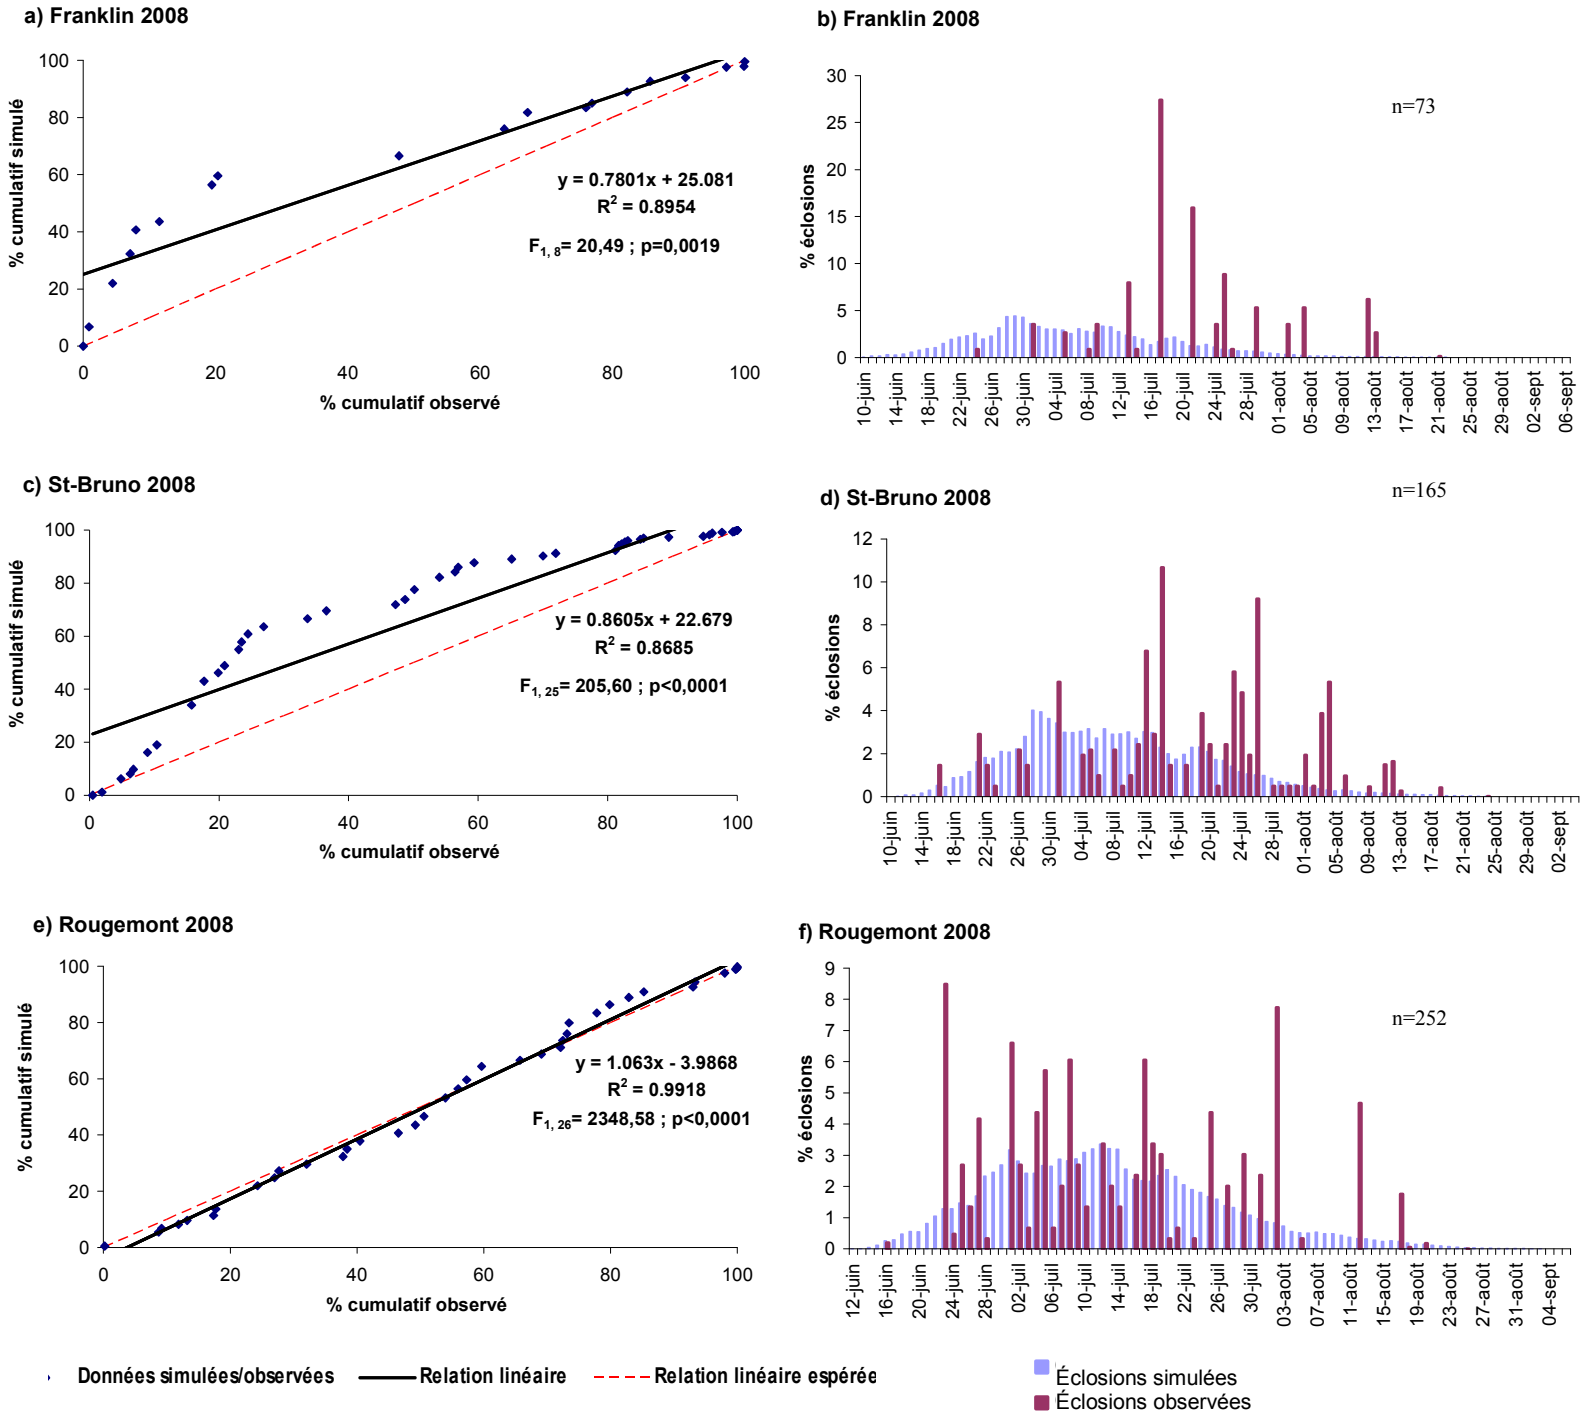 a) Franklin 2008
% cumulatif simulé
100
80
60
40
20
0
0 20 40 60 80 100
% cumulatif observé
y = 0.7801x + 25.081
R² = 0.8954
F1, 8= 20,49 ; p=0,0019
b) Franklin 2008
n=73
% éclosions
30
25
20
15
10
5
0
10-juin 14-juin 18-juin 22-juin 26-juin 30-juin 04-juil 08-juil 12-juil 16-juil 20-juil 24-juil 28-juil 01-août 05-août 09-août 13-août 17-août 21-août 25-août 29-août 02-sept 06-sept
c) St-Bruno 2008
% cumulatif simulé
100
80
60
40
20
0
0 20 40 60 80 100
% cumulatif observé
y = 0.8605x + 22.679
R² = 0.8685
F1, 25= 205,60 ; p<0,0001
d) St-Bruno 2008
n=165
% éclosions
12
10
8
6
4
2
0
10-juin 14-juin 18-juin 22-juin 26-juin 30-juin 04-juil 08-juil 12-juil 16-juil 20-juil 24-juil 28-juil 01-août 05-août 09-août 13-août 17-août 21-août 25-août 29-août 02-sept
e) Rougemont 2008
% cumulatif simulé
100
80
60
40
20
0
0 20 40 60 80 100
% cumulatif observé
y = 1.063x - 3.9868
R² = 0.9918
F1, 26= 2348,58 ; p<0,0001
f) Rougemont 2008
n=252
% éclosions
9
8
7
6
5
4
3
2
1
0
12-juin 16-juin 20-juin 24-juin 28-juin 02-juil 06-juil 10-juil 14-juil 18-juil 22-juil 26-juil 30-juil 03-août 07-août 11-août 15-août 19-août 23-août 27-août 31-août 04-sept
Données simulées/observées Relation linéaire Relation linéaire espérée
Éclosions simulées
Éclosions observées